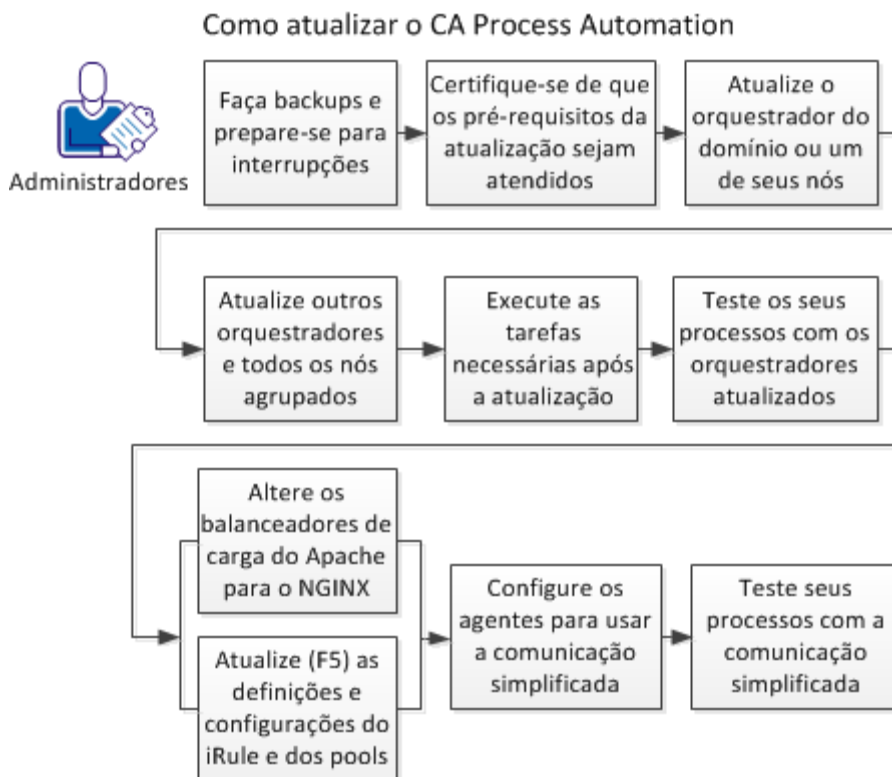 Como atualizar o CA Process Automation
Administradores
Faça backups e
prepare-se para
interrupções
Certifique-se de que
os pré-requisitos da
atualização sejam
atendidos
Atualize o
orquestrador do
domínio ou um
de seus nós
Atualize outros
orquestradores
e todos os nós
agrupados
Execute as
tarefas
necessárias após
a atualização
Teste os seus
processos com os
orquestradores
atualizados
Altere os
balanceadores de
carga do Apache
para o NGINX
Atualize (F5) as
definições e
configurações do
iRule e dos pools
Configure os
agentes para usar
a comunicação
simplificada
Teste seus
processos com a
comunicação
simplificada